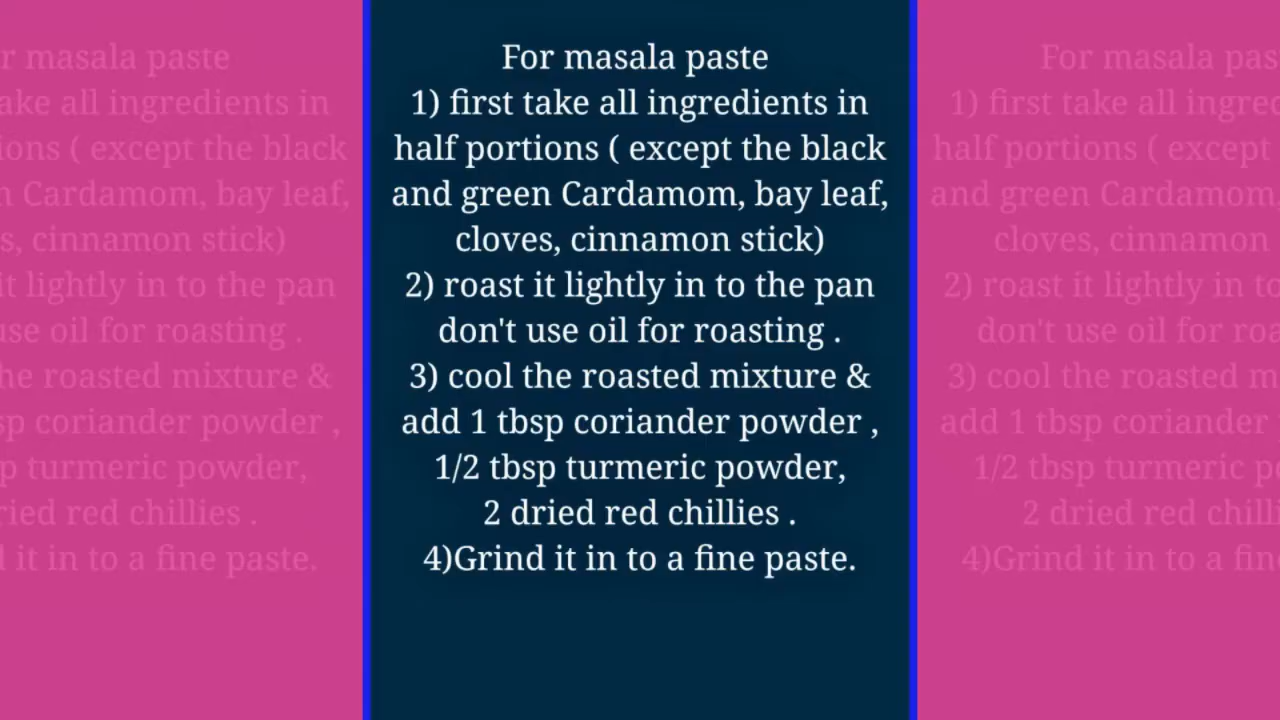 For masala paste
1) first take all ingredients in
half portions ( except the black
and green Cardamom, bay leaf,
cloves, cinnamon stick)
2) roast it lightly in to the pan
don't use oil for roasting .
3) cool the roasted mixture &
add 1 tbsp coriander powder ,
1/2 tbsp turmeric powder,
2 dried red chillies .
4)Grind it in to a fine paste.